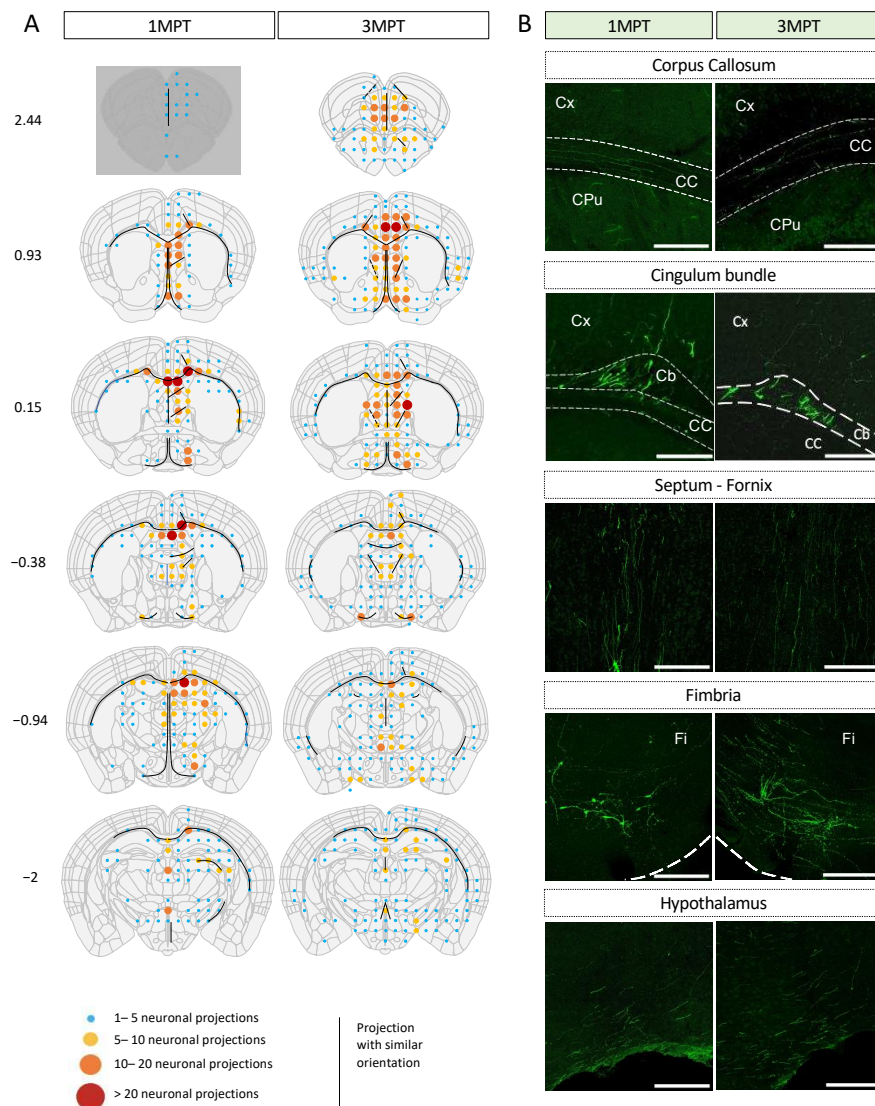 A
1MPT
3MPT
2.44
0.93
0.15
−0.38
−0.94
−2
1– 5 neuronal projections
5– 10 neuronal projections
10– 20 neuronal projections
> 20 neuronal projections
Projection
with similar
orientation
B
1MPT
3MPT
Corpus Callosum
Cx
CC
CPu
Cx
CC
CPu
Cingulum bundle
Cx
Cb
CC
Cx
CC
Cb
Septum - Fornix
Fimbria
Fi
Fi
Hypothalamus